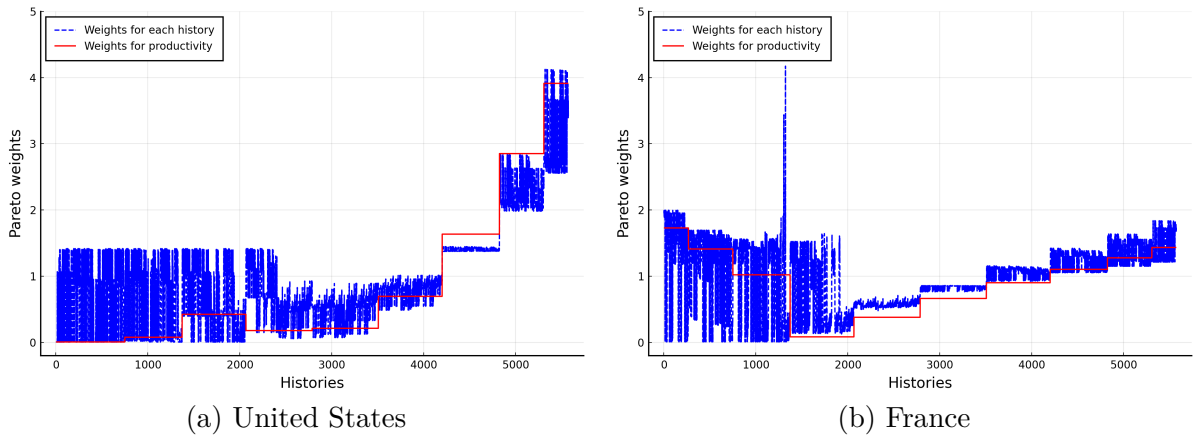 Weights for each history
Weights for productivity
Pareto weights
5
4
3
2
1
0
0 1000 2000 3000 4000 5000
Histories
(a) United States
Weights for each history
Weights for productivity
Pareto weights
5
4
3
2
1
0
0 1000 2000 3000 4000 5000
Histories
(b) France